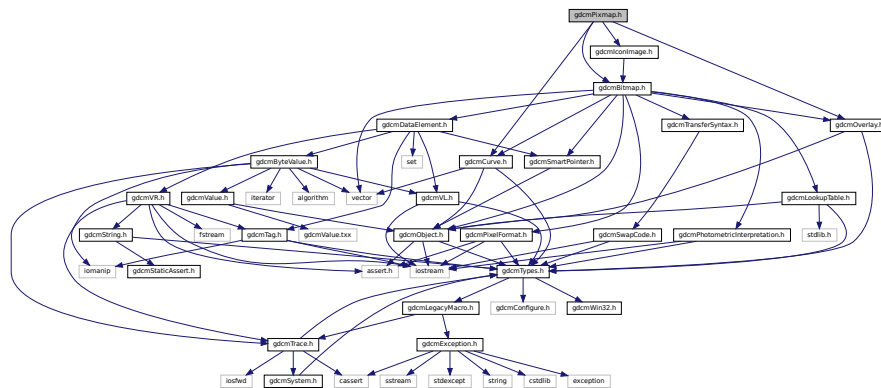 gdcmPixmap.h
gdcmIconImage.h
gdcmBitmap.h
gdcmDataElement.h
gdcmTransferSyntax.h
gdcmOverlay.h
gdcmByteValue.h
set
gdcmCurve.h
gdcmSmartPointer.h
gdcmVR.h
gdcmValue.h
iterator
algorithm
vector
gdcmVL.h
gdcmLookupTable.h
gdcmString.h
fstream
gdcmTag.h
gdcmValue.txx
gdcmObject.h
gdcmPixelFormat.h
gdcmSwapCode.h
gdcmPhotometricInterpretation.h
stdlib.h
iomanip
gdcmStaticAssert.h
assert.h
iostream
gdcmTypes.h
gdcmLegacyMacro.h
gdcmConfigure.h
gdcmWin32.h
gdcmTrace.h
gdcmException.h
iosfwd
gdcmSystem.h
cassert
sstream
stdexcept
string
cstdlib
exception